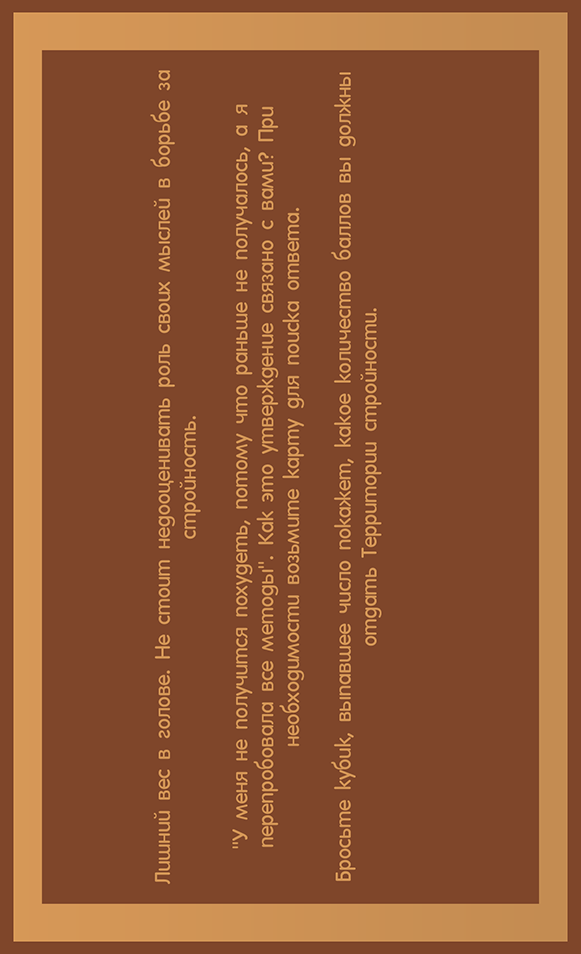 Лишний вес в голове. Не стоит недооценивать роль своих мыслей в борьбе за
стройность.
"У меня не получится похудеть, потому что раньше не получалось, а я
перепробовала все методы". Как это утверждение связано с вами? При
необходимости возьмите карту для поиска ответа.
Бросьте кубик, выпавшее число покажет, какое количество баллов вы должны
отдать Территории стройности.